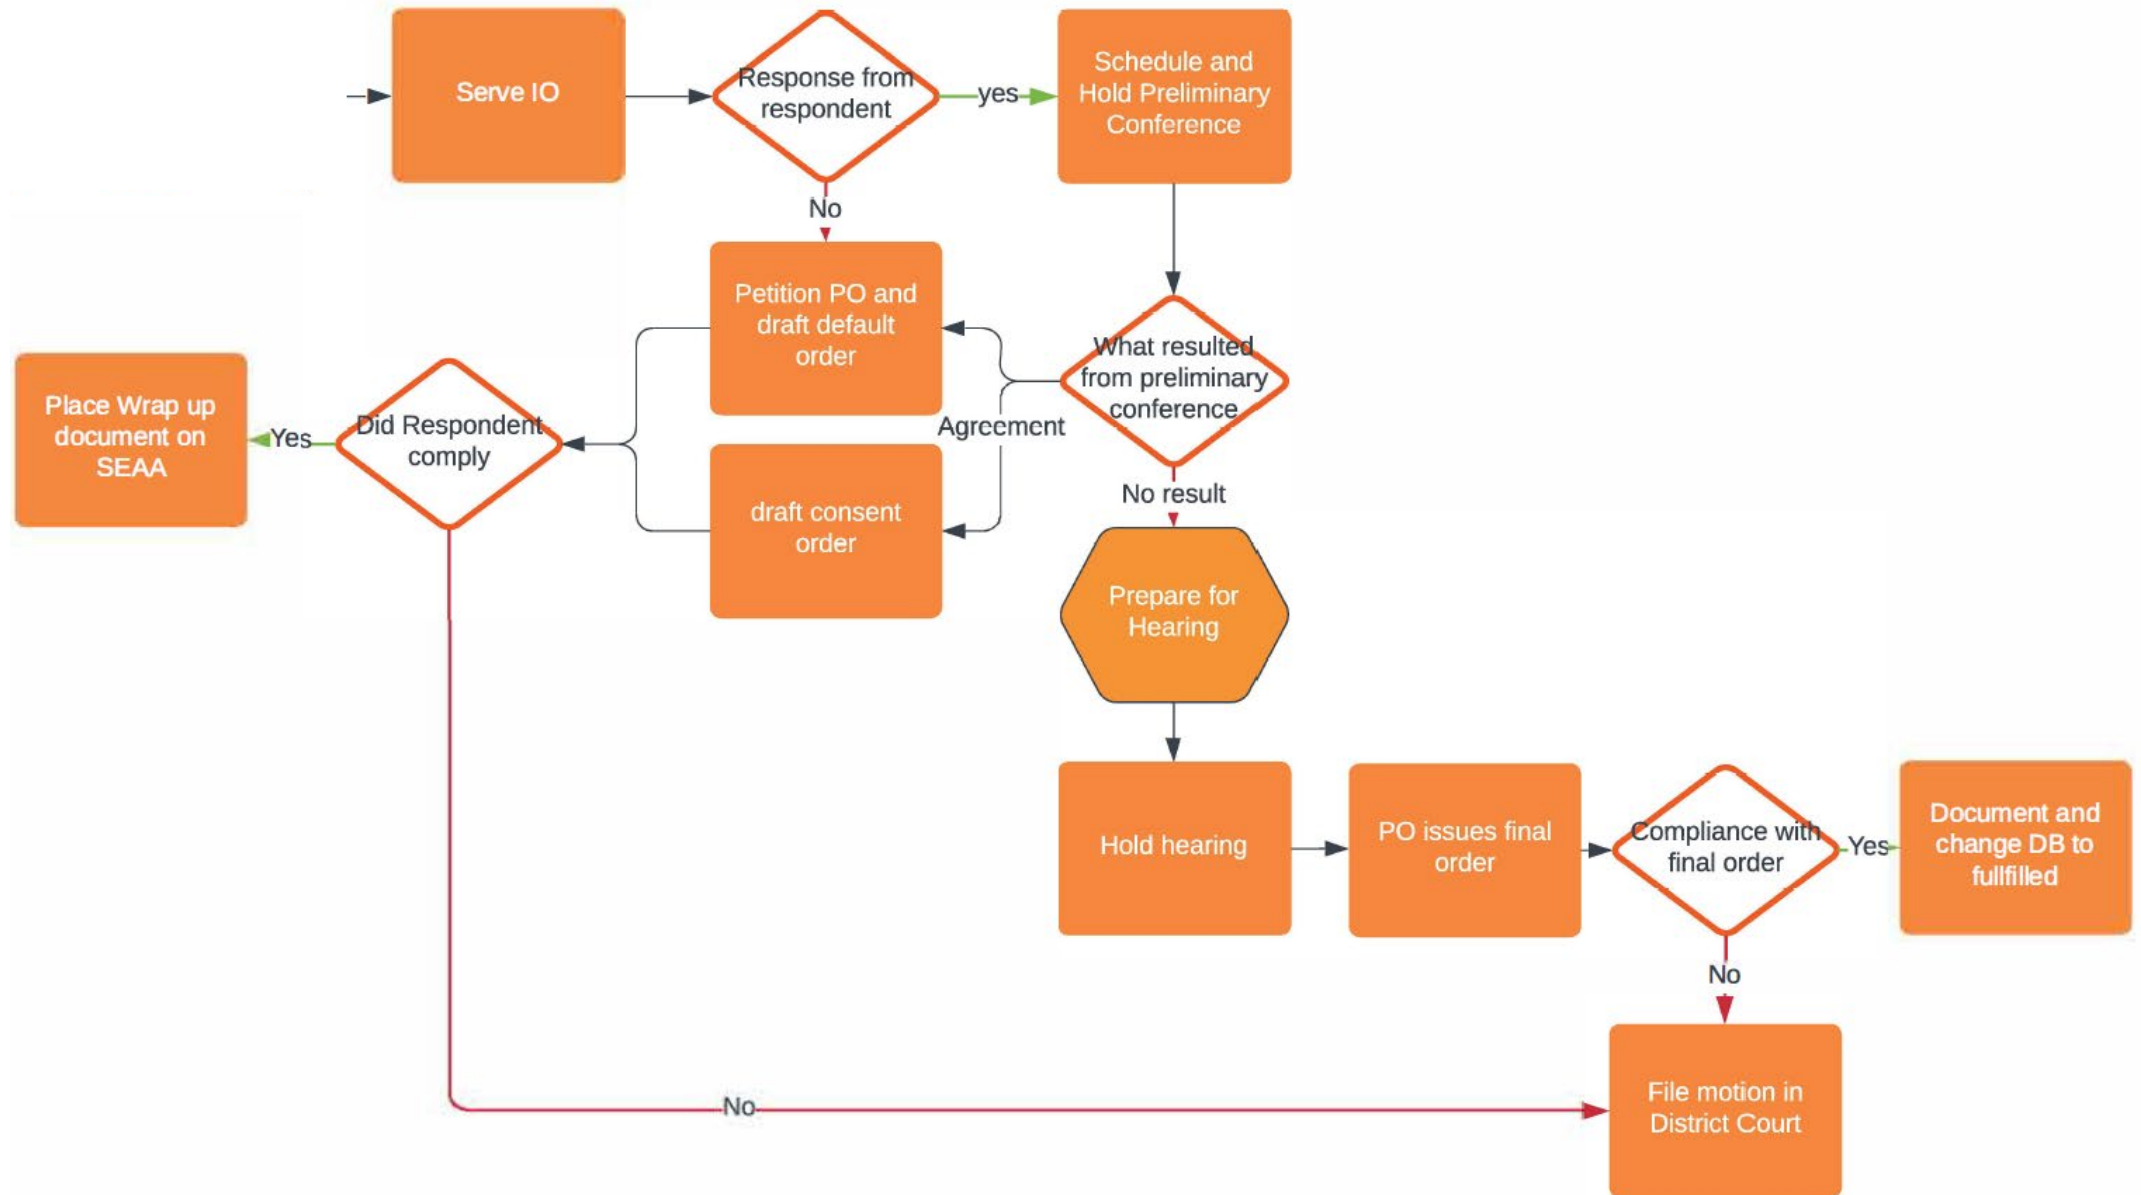 Serve IO
Response from
respondent
yes
Schedule and
Hold Preliminary
Conference
No
Petition PO and
draft default
order
What resulted
from preliminary
conference
Agreement
Place Wrap up
document on
SEAA
Yes
Did Respondent
comply
draft consent
order
No result
Prepare for
Hearing
Hold hearing
PO issues final
order
Compliance with
final order
Yes
Document and
change DB to
fullfilled
No
File motion in
District Court
No